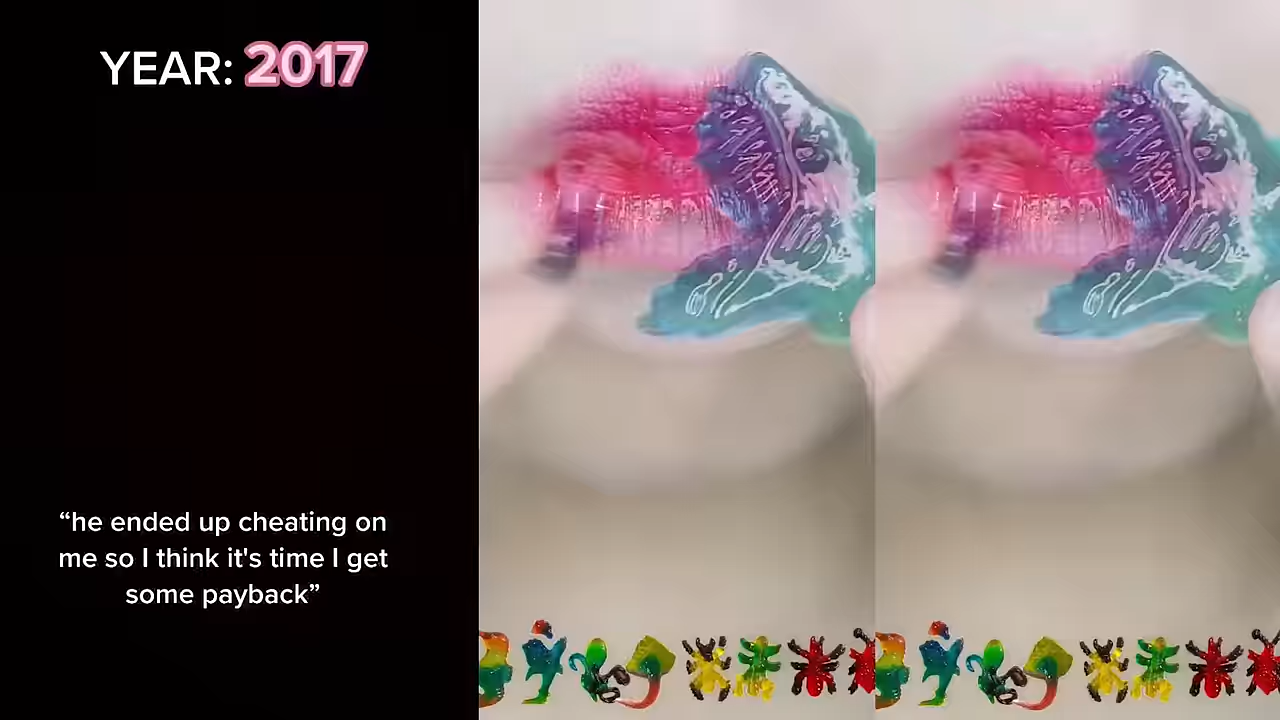 YEAR: 2017
“he ended up cheating on
me so I think it's time I get
some payback”